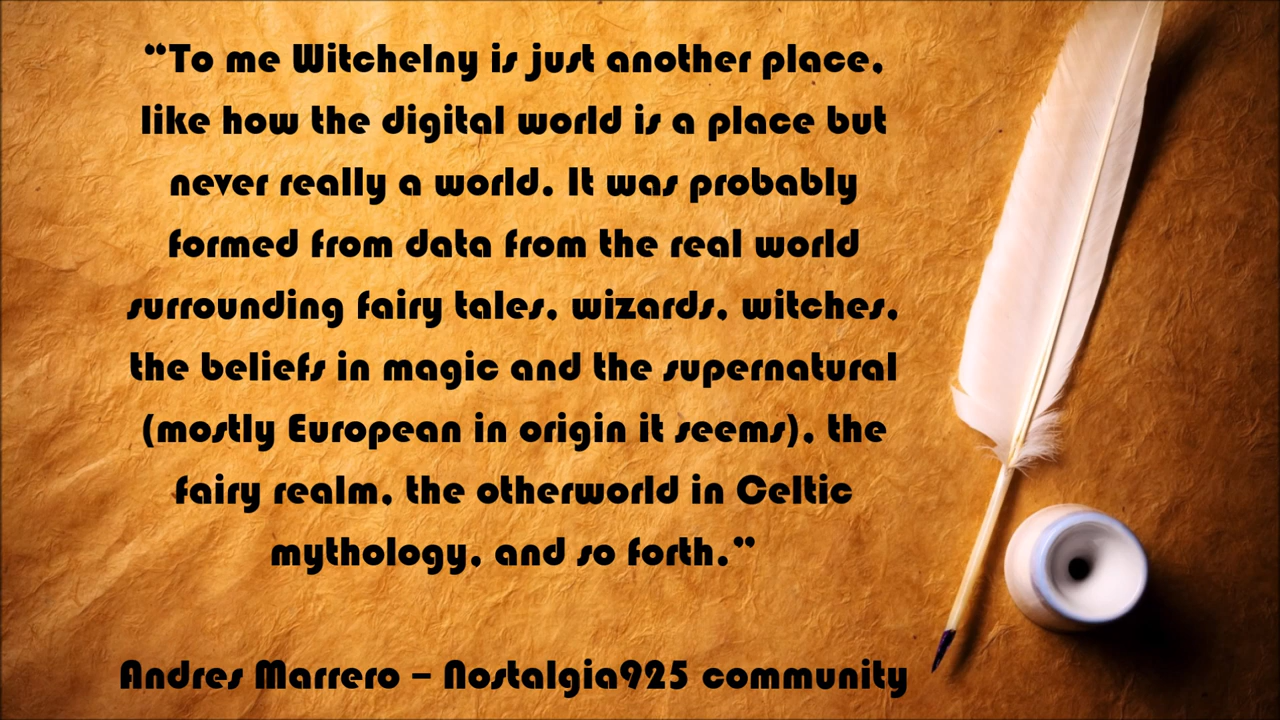 “To me Witchelny is just another place,
like how the digital world is a place but
never really a world. It was probably
formed from data from the real world
surrounding fairy tales, wizards, witches,
the beliefs in magic and the supernatural
(mostly European in origin it seems), the
fairy realm, the otherworld in Celtic
mythology, and so forth.”
Andres Marrero – Nostalgia925 community